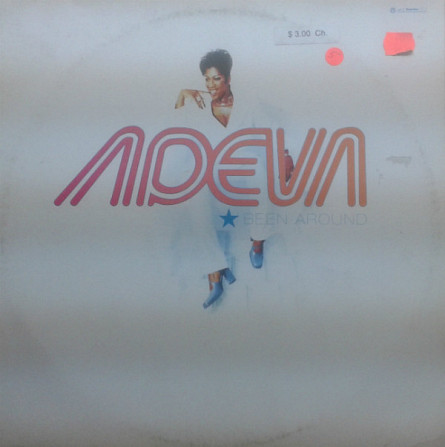 $3.00 Ch.
ADEVA
BEEN AROUND